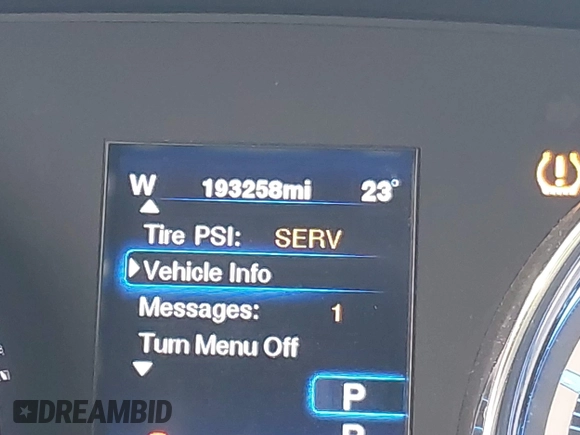 W 193258mi 23°
Tire PSI: SERV
Vehicle Info
Messages: 1
Turn Menu Off
P
DREAMBID